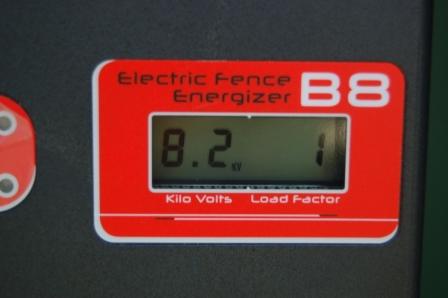 Electric Fence
Energizer B8
8.2 KV 1
Kilo Volts Load Factor